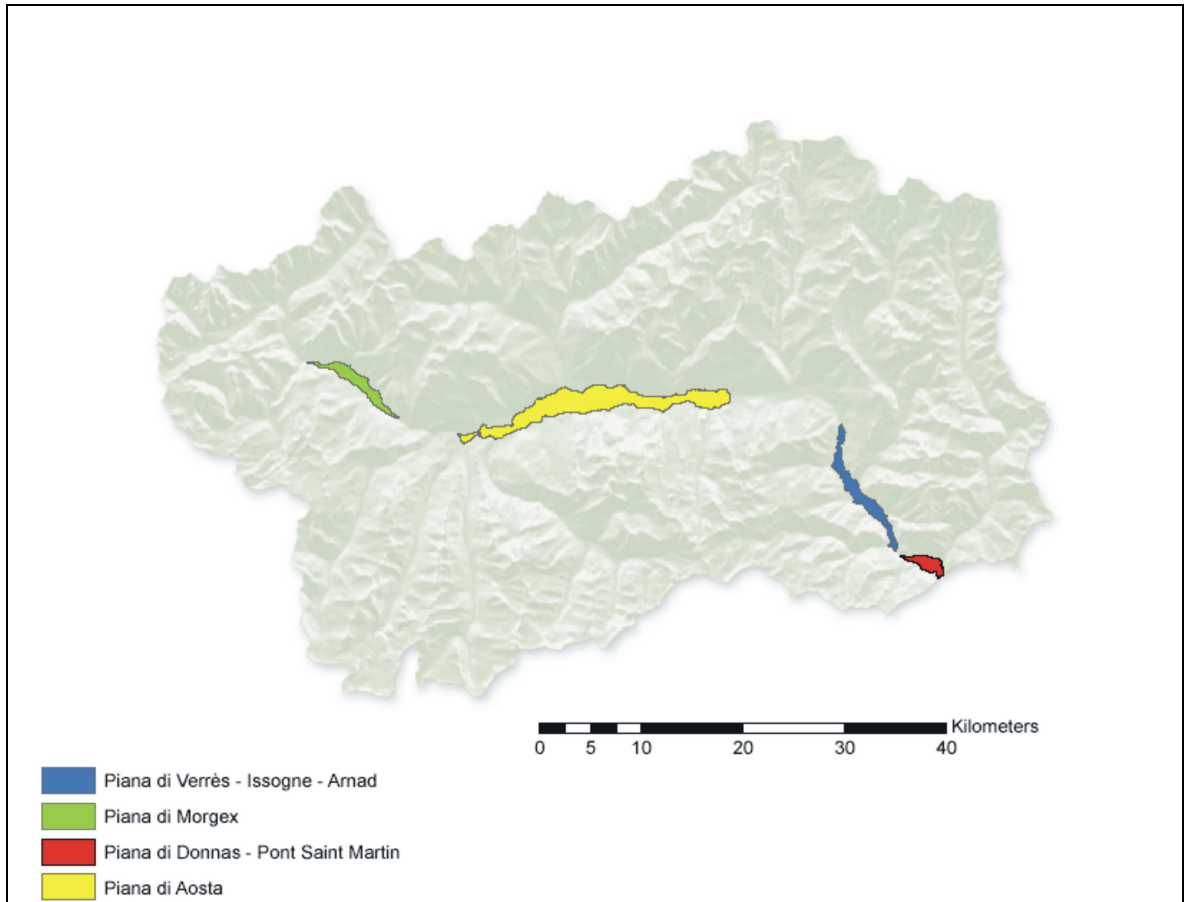 Kilometers
0 5 10 20 30 40
Piana di Verrès - Issogne - Arnad
Piana di Morgex
Piana di Donnas - Pont Saint Martin
Piana di Aosta